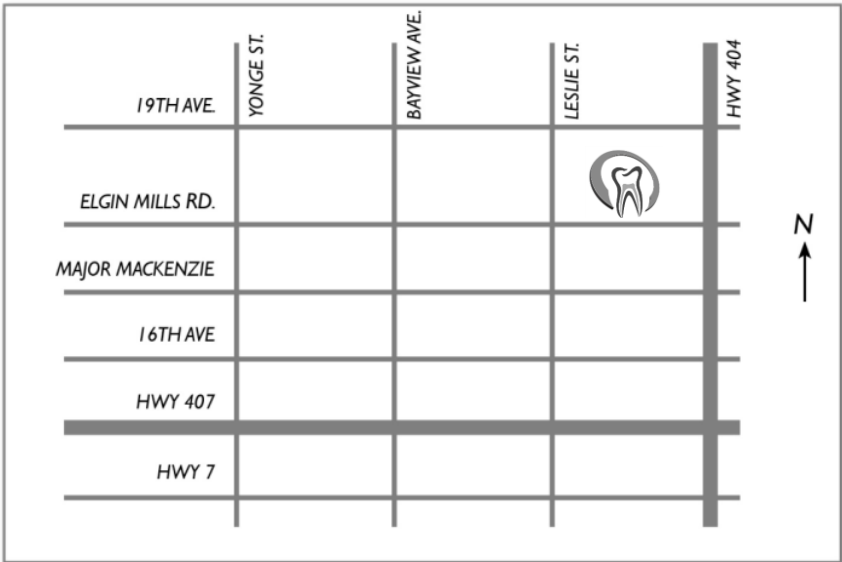 YONGE ST.
BAYVIEW AVE.
LESLIE ST.
HWY 404
19TH AVE.
ELGIN MILLS RD.
MAJOR MACKENZIE
16TH AVE
HWY 407
HWY 7
N